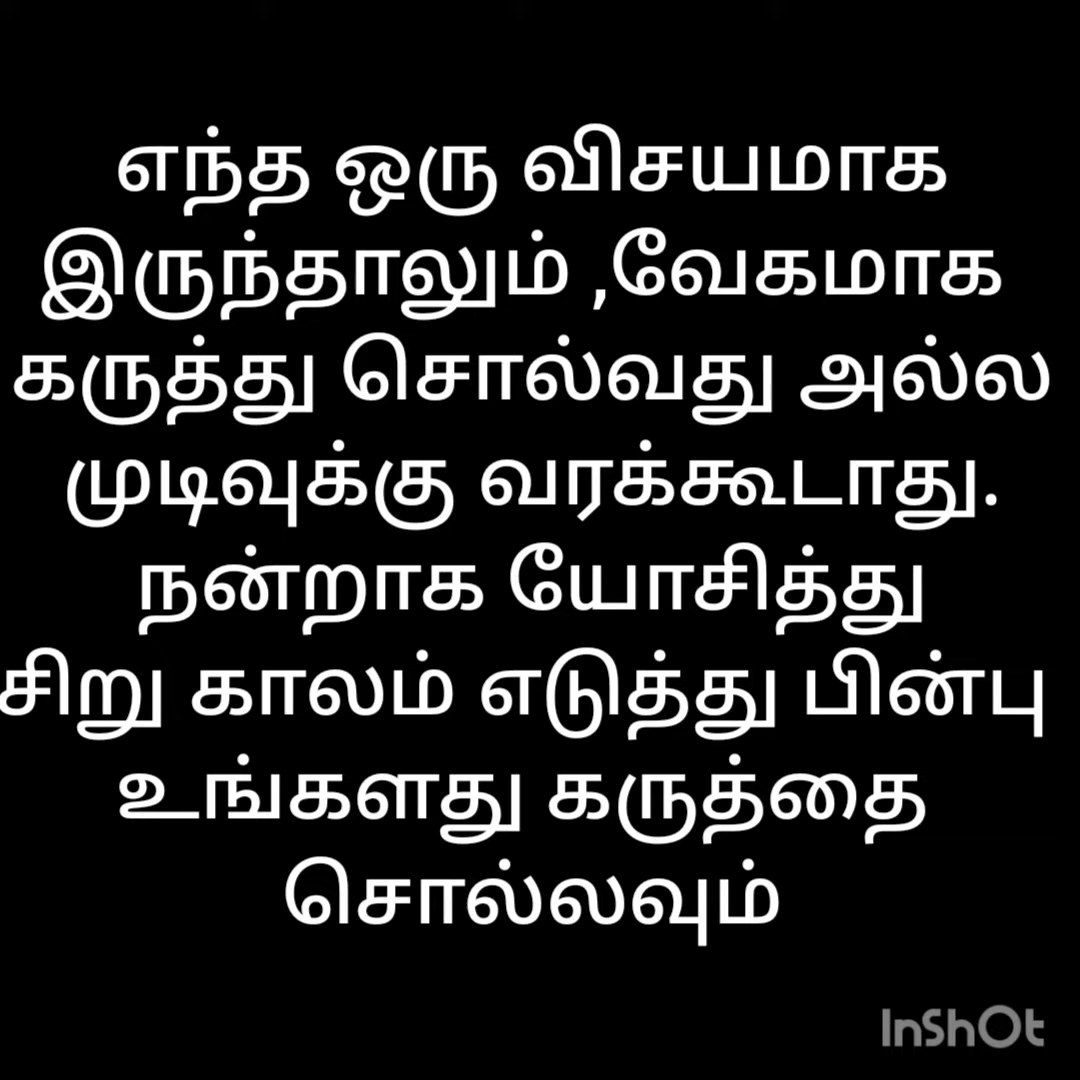 எந்த ஒரு விசயமாக
இருந்தாலும் ,வேகமாக
கருத்து சொல்வது அல்ல
முடிவுக்கு வரக்கூடாது.
நன்றாக யோசித்து
சிறு காலம் எடுத்து பின்பு
உங்களது கருத்தை
சொல்லவும்
InShOt